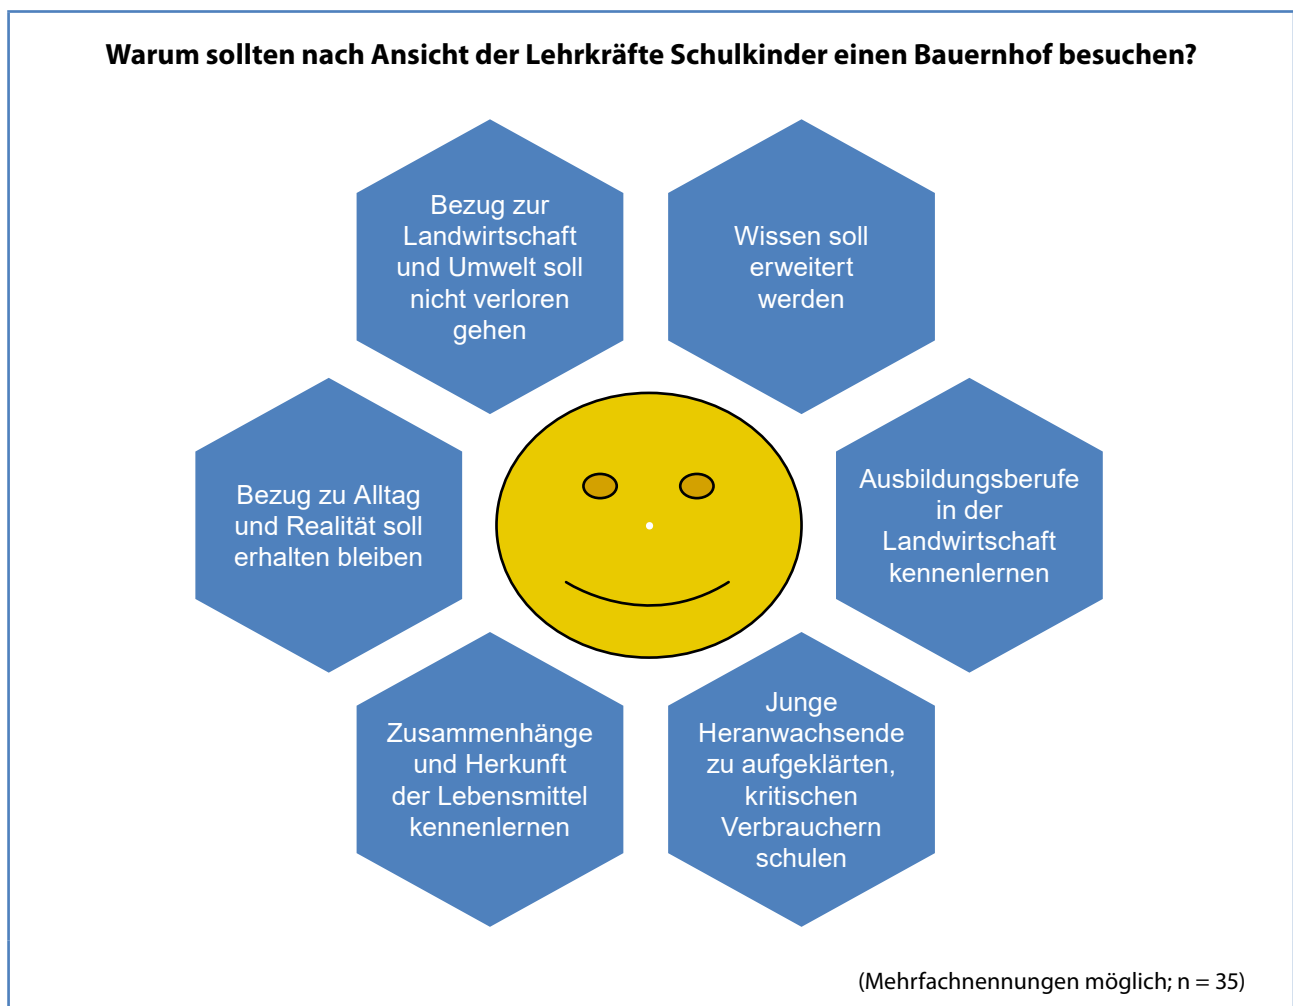 Warum sollten nach Ansicht der Lehrkräfte Schulkinder einen Bauernhof besuchen?
Bezug zur
Landwirtschaft
und Umwelt soll
nicht verloren
gehen
Wissen soll
erweitert
werden
Bezug zu Alltag
und Realität soll
erhalten bleiben
Ausbildungsberufe
in der
Landwirtschaft
kennenlernen
Zusammenhänge
und Herkunft
der Lebensmittel
kennenlernen
Junge
Heranwachsende
zu aufgeklärten,
kritischen
Verbrauchern
schulen
(Mehrfachnennungen möglich; n = 35)